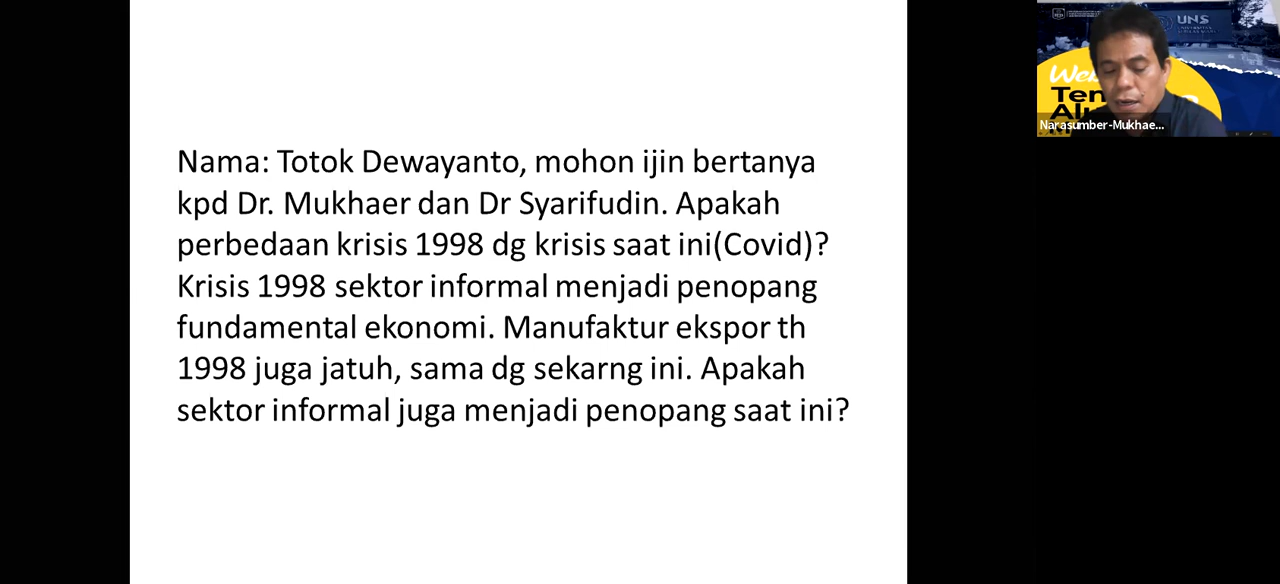 Nama: Totok Dewayanto, mohon ijin bertanya
kpd Dr. Mukhaer dan Dr Syarifudin. Apakah
perbedaan krisis 1998 dg krisis saat ini(Covid)?
Krisis 1998 sektor informal menjadi penopang
fundamental ekonomi. Manufaktur ekspor th
1998 juga jatuh, sama dg sekarng ini. Apakah
sektor informal juga menjadi penopang saat ini?
UNS
Ten
Narasumber-Mukhae...